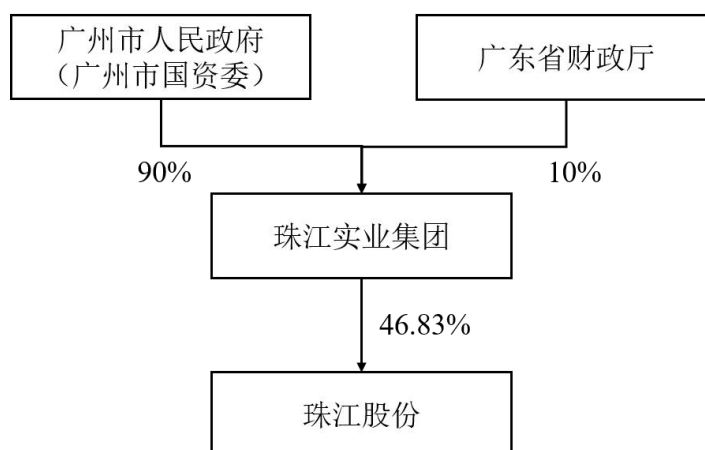 广州市人民政府
（广州市国资委）
广东省财政厅
90%
10%
珠江实业集团
46.83%
珠江股份